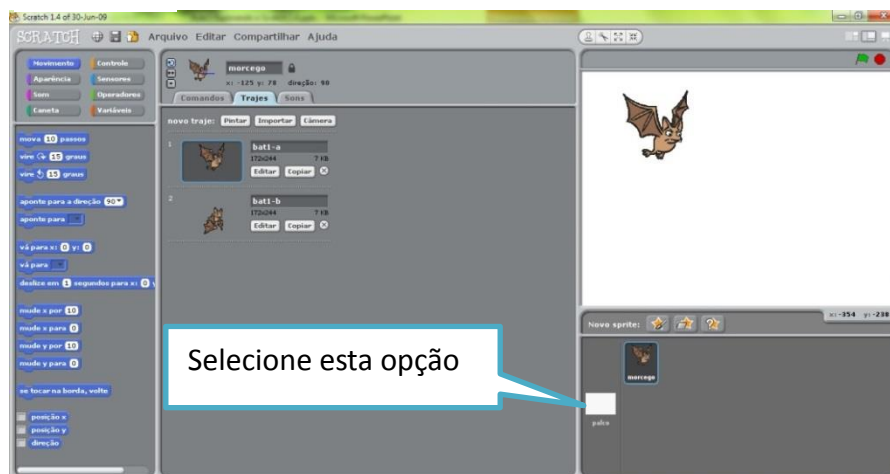 Scratch 1.4 of 30-Jun-09
SCRATCH Arquivo Editar Compartilhar Ajuda
Movimento Controle
Aparência Sensores
Som Operadores
Caneta Variáveis
mova 10 passos
vire 15 graus
vire 15 graus
aponte para a direção 90
aponte para
vá para x: 0 y: 0
vá para
deslize em 1 segundos para x: 0 y
mude x por 10
mude x para 0
mude y por 10
mude y para 0
se tocar na borda, volte
posição x
posição y
direção
morcego
x: -125 y: 78 direção: 90
Comandos Trajes Sons
novo traje: Pintar Importar Câmera
1
bat1-a
172x244 7 KB
Editar Copiar
2
bat1-b
172x244 7 KB
Editar Copiar
Selecione esta opção
x: -354 y: -230
Novo sprite:
morcego
palco